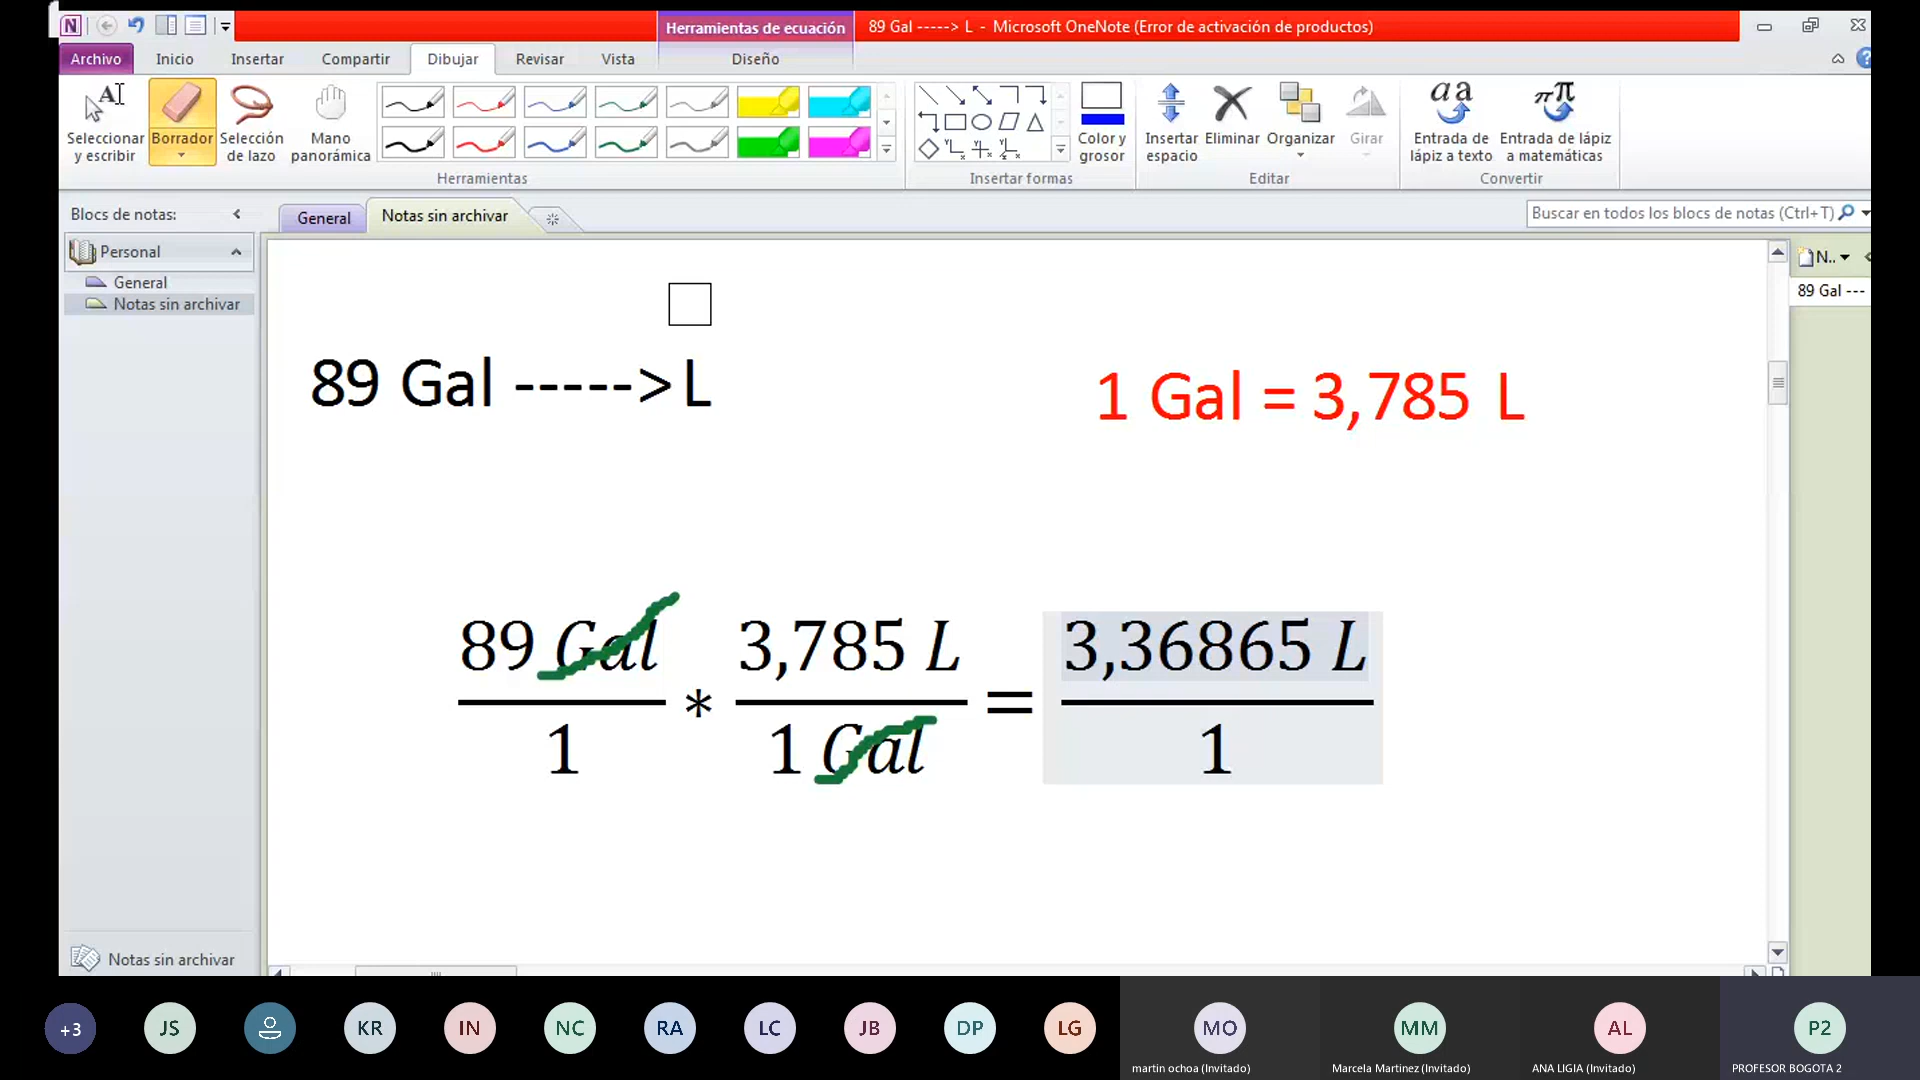 Herramientas de ecuación
89 Gal -----> L - Microsoft OneNote (Error de activación de productos)
Archivo Inicio Insertar Compartir Dibujar Revisar Vista Diseño
Seleccionar y escribir
Borrador
Selección de lazo
Mano panorámica
Color y grosor
Insertar espacio
Eliminar
Organizar
Girar
Entrada de lápiz a texto
Entrada de lápiz a matemáticas
Herramientas Insertar formas Editar Convertir
Blocs de notas:
General
Notas sin archivar
Buscar en todos los blocs de notas (Ctrl+T)
Personal
General
Notas sin archivar
N..
89 Gal ---
89 Gal -----> L
1 Gal = 3,785 L
89 Gal / 1 * 3,785 L / 1 Gal = 3,36865 L / 1
Notas sin archivar
+3 JS KR IN NC RA LC JB DP LG MO MM AL P2
martin ochoa (Invitado)
Marcela Martinez (Invitado)
ANA LIGIA (Invitado)
PROFESOR BOGOTA 2